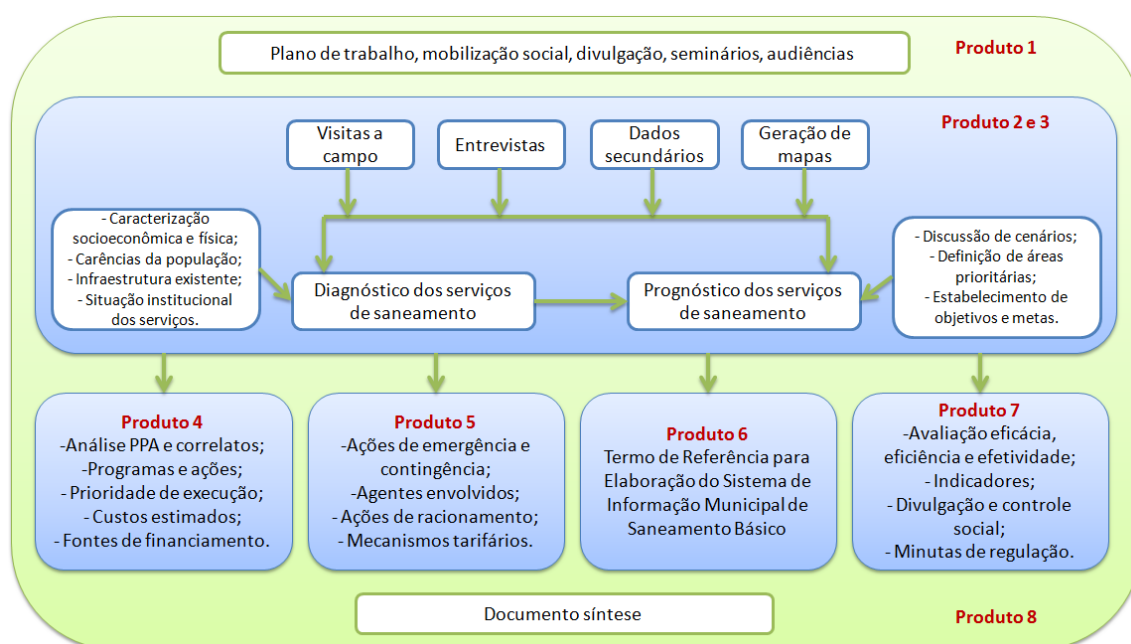 Plano de trabalho, mobilização social, divulgação, seminários, audiências
Produto 1
Produto 2 e 3
Visitas a
campo
Entrevistas
Dados
secundários
Geração de
mapas
- Caracterização
socioeconômica e física;
- Carências da população;
- Infraestrutura existente;
- Situação institucional
dos serviços.
Diagnóstico dos serviços
de saneamento
Prognóstico dos serviços
de saneamento
- Discussão de cenários;
- Definição de áreas
prioritárias;
- Estabelecimento de
objetivos e metas.
Produto 4
-Análise PPA e correlatos;
- Programas e ações;
- Prioridade de execução;
- Custos estimados;
- Fontes de financiamento.
Produto 5
-Ações de emergência e
contingência;
- Agentes envolvidos;
- Ações de racionamento;
- Mecanismos tarifários.
Produto 6
Termo de Referência para
Elaboração do Sistema de
Informação Municipal de
Saneamento Básico
Produto 7
- Avaliação eficácia,
eficiência e efetividade;
- Indicadores;
- Divulgação e controle
social;
- Minutas de regulação.
Documento síntese
Produto 8